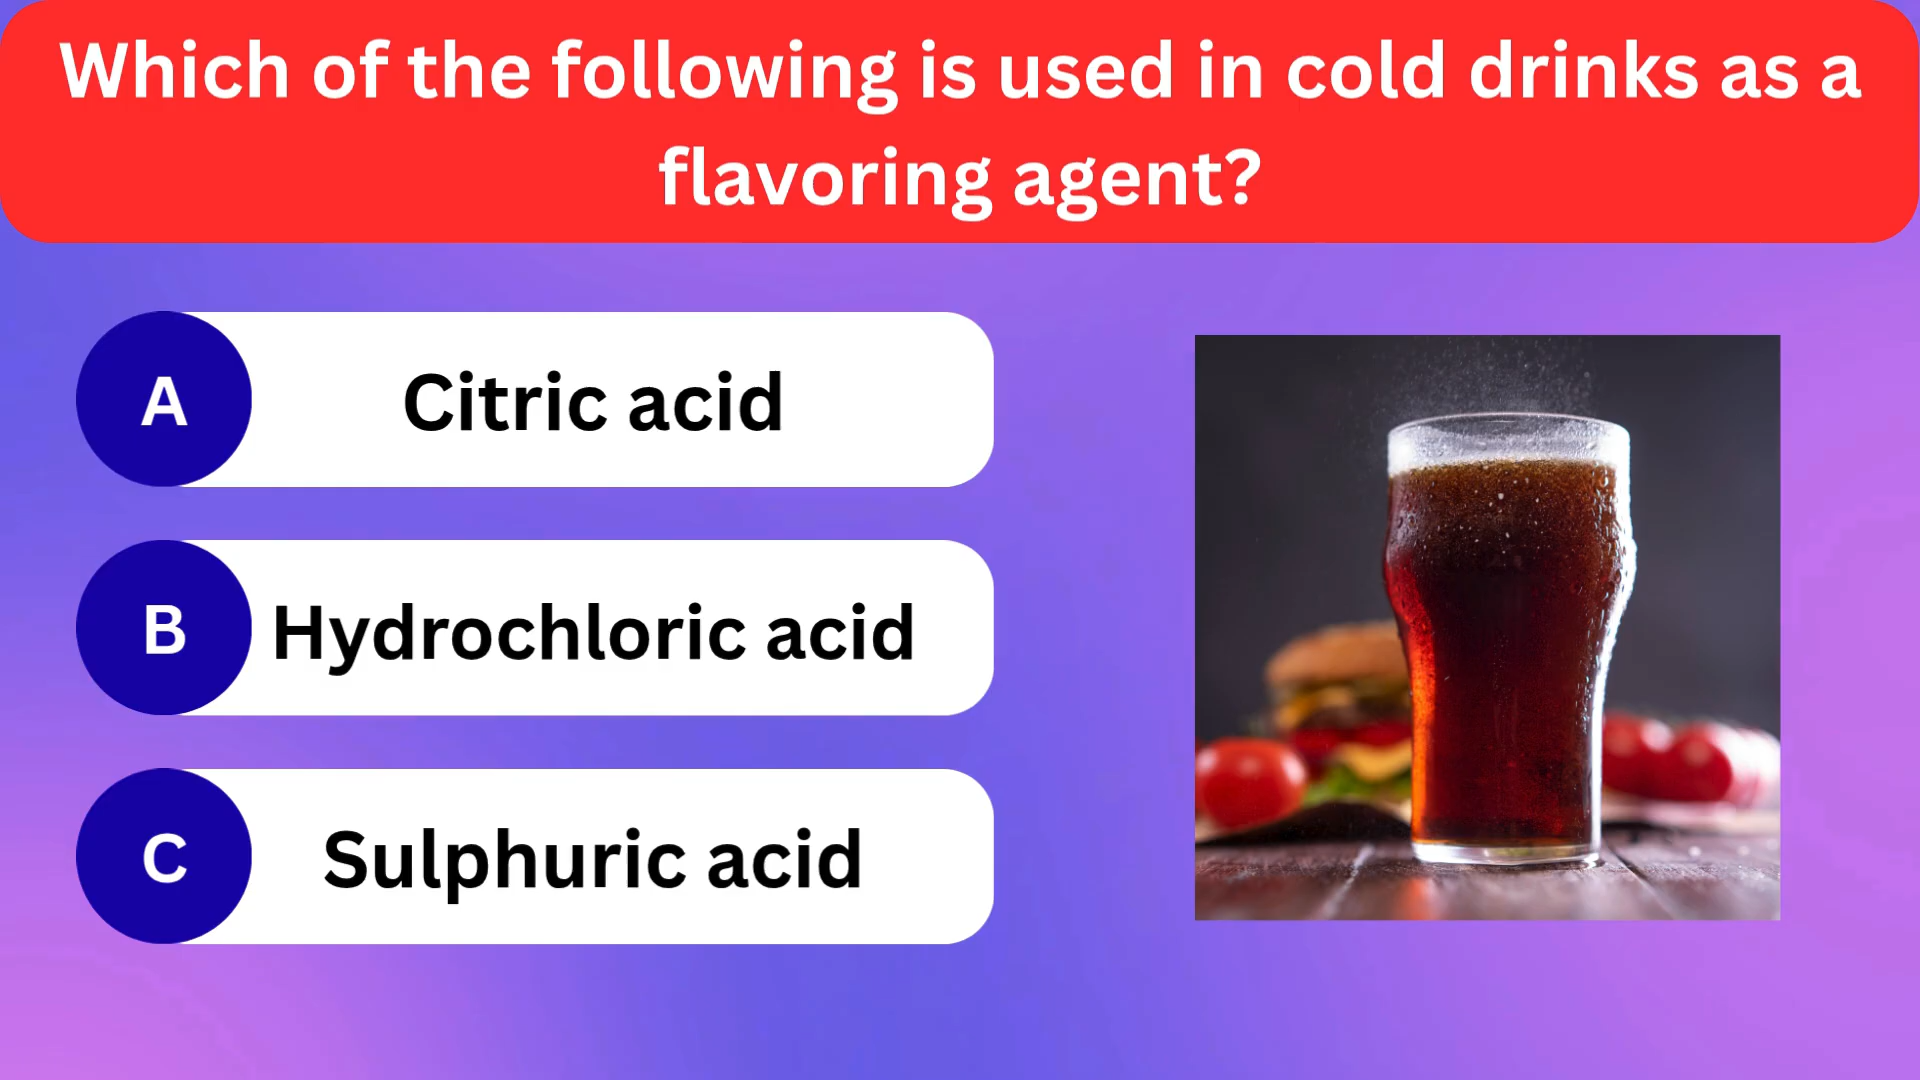 Which of the following is used in cold drinks as a
flavoring agent?
A
Citric acid
B
Hydrochloric acid
C
Sulphuric acid